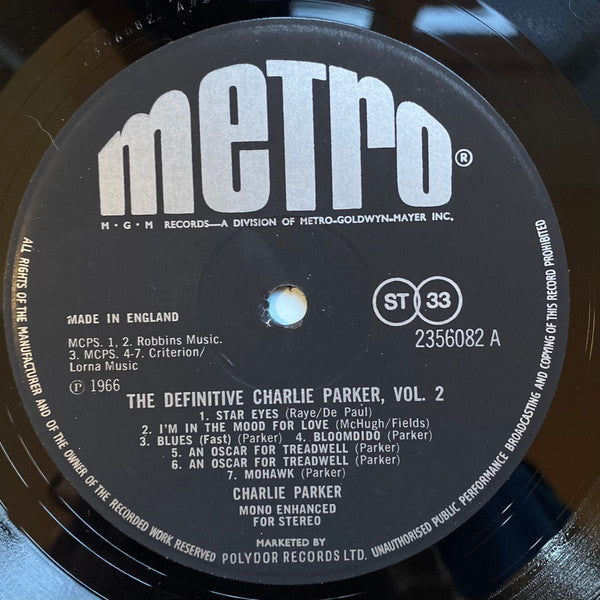 metro®
M·G·M RECORDS—A DIVISION OF METRO-GOLDWYN-MAYER INC.
MADE IN ENGLAND
MCPS. 1, 2. Robbins Music.
3. MCPS. 4-7. Criterion/
Lorna Music
℗ 1966
ST 33
2356082 A
THE DEFINITIVE CHARLIE PARKER, VOL. 2
1. STAR EYES (Raye/De Paul)
2. I'M IN THE MOOD FOR LOVE (McHugh/Fields)
3. BLUES (Fast) (Parker) 4. BLOOMDIDO (Parker)
5. AN OSCAR FOR TREADWELL (Parker)
6. AN OSCAR FOR TREADWELL (Parker)
7. MOHAWK (Parker)
CHARLIE PARKER
MONO ENHANCED
FOR STEREO
MARKETED BY
POLYDOR RECORDS LTD.
ALL RIGHTS OF THE MANUFACTURER AND OF THE OWNER OF THE RECORDED WORK RESERVED
UNAUTHORISED PUBLIC PERFORMANCE BROADCASTING AND COPYING OF THIS RECORD PROHIBITED